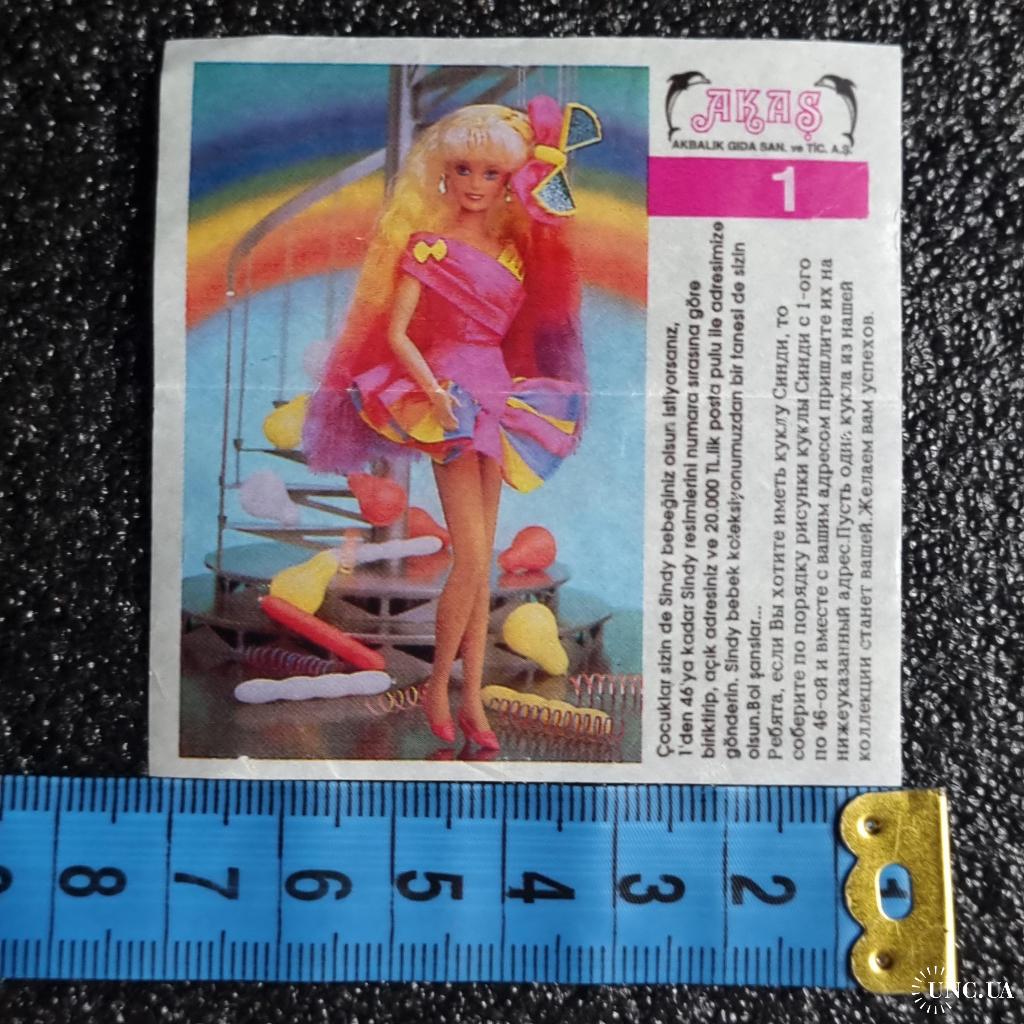 AKAŞ
AKBALIK GIDA SAN. ve TİC. A.Ş.
1
Çocuklar sizin de Sindy bebeğiniz olsun istiyorsanız,
1'den 46'ya kadar Sindy resimlerini numara sırasına göre
biriktirip, açık adresiniz ve 20.000 TL.lik posta pulu ile adresimize
gönderin. Sindy bebek koleksiyonumuzdan bir tanesi de sizin
olsun.Bol şanslar...
Ребята, если Вы хотите иметь куклу Синди, то
соберите по порядку рисунки куклы Синди с 1-ого
по 46-ой и вместе с вашим адресом пришлите их на
нижеуказанный адрес.Пусть одна кукла из нашей
коллекции станет вашей.Желаем вам успехов.
8 7 6 5 4 3 2 1
UNC.UA